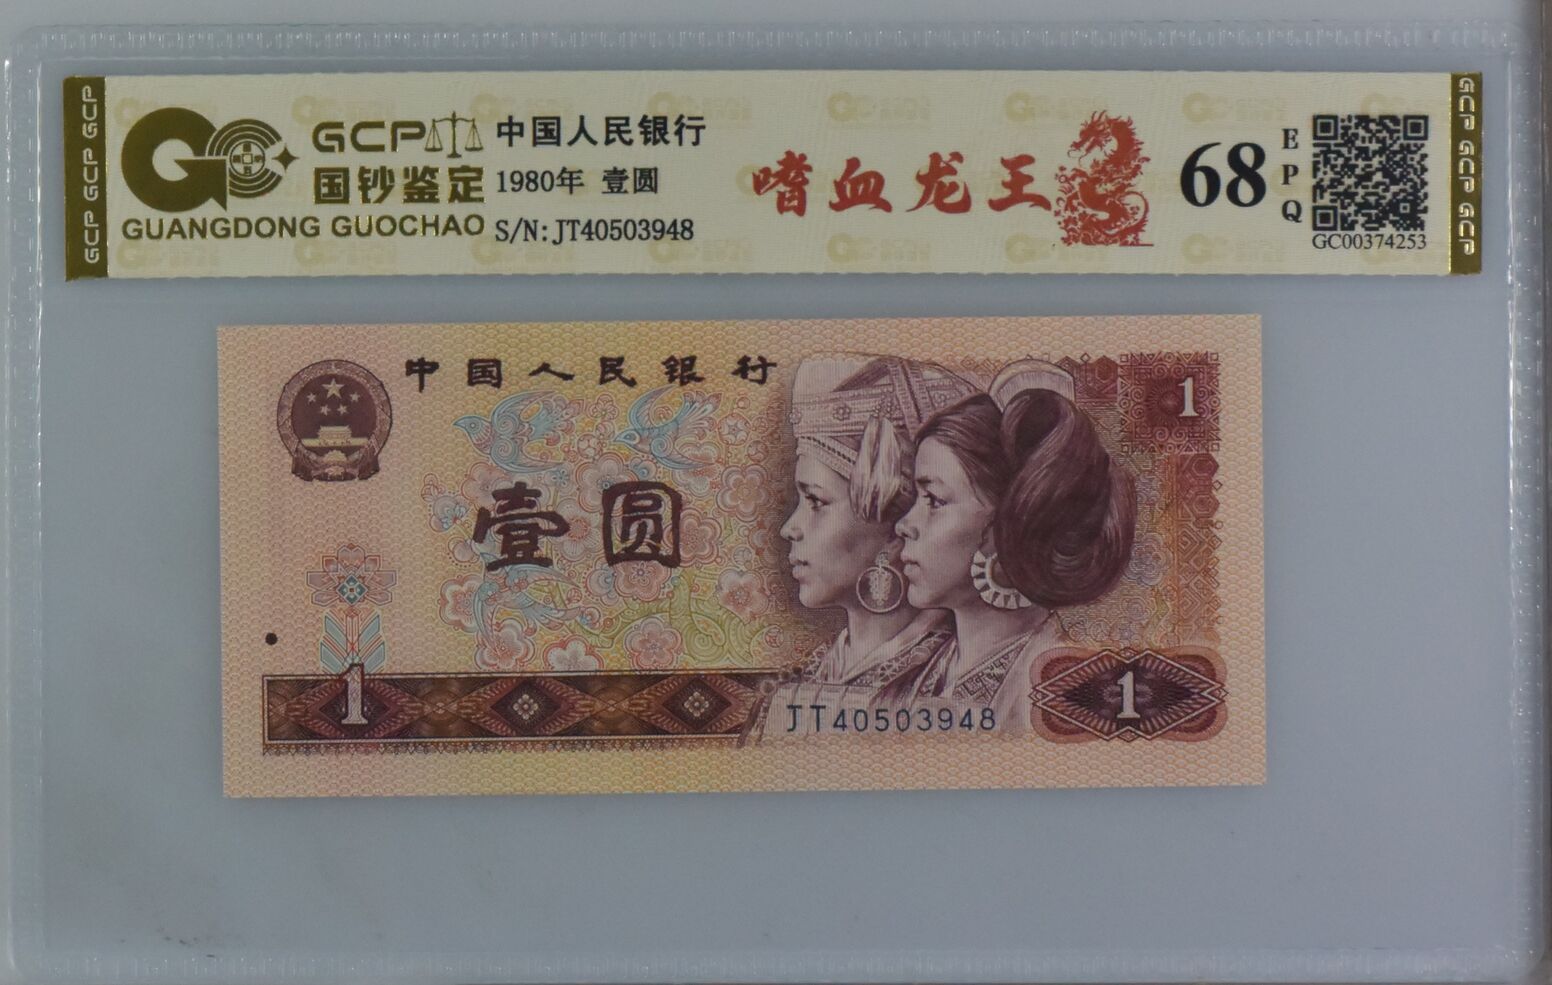 GCP
国钞鉴定
GUANGDONG GUOCHAO
中国人民银行
1980年 壹圆
S/N:JT40503948
嗜血龙王
68
EPQ
GC00374253
GCP GCP GCP
GCP GCP GCP
中国人民银行
1
壹圆
1
JT40503948
1